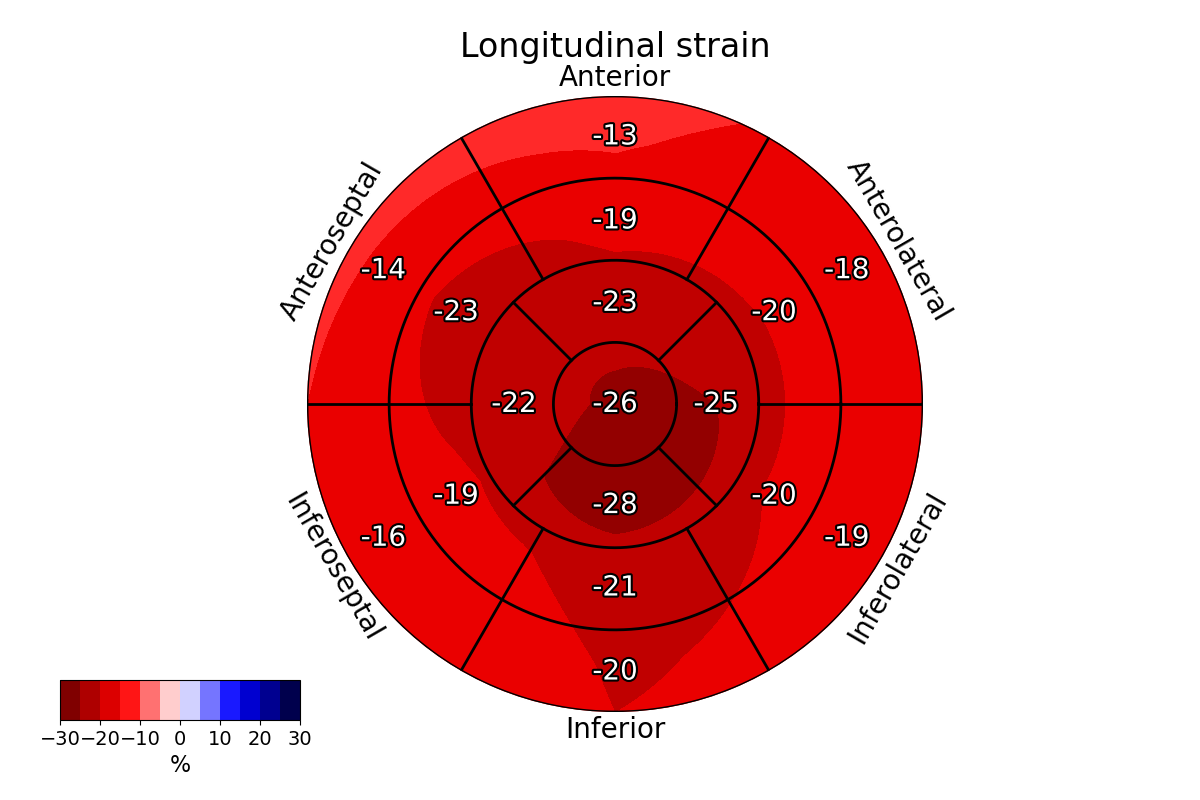 Longitudinal strain
Anterior
-13
Anteroseptal
Anterolateral
-19
-14
-18
-23
-23
-20
-22
-26
-25
-19
-28
-20
Inferoseptal
-16
-19
Inferolateral
-21
-20
Inferior
−30 −20 −10 0 10 20 30
%